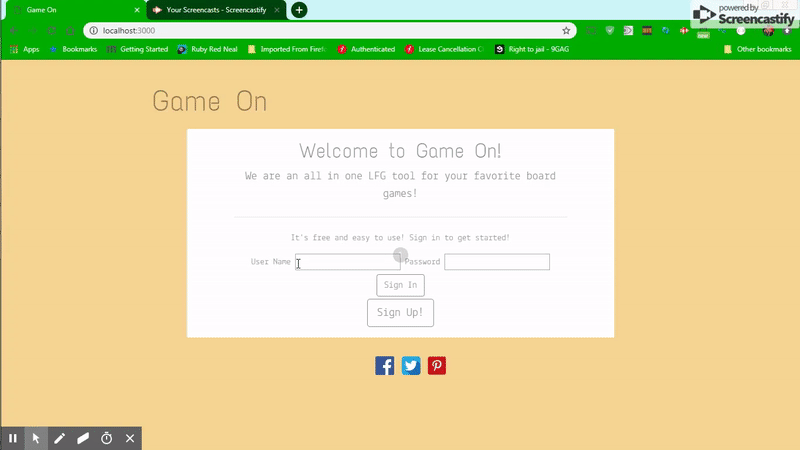 Game On
Your Screencasts - Screencastify
powered by
Screencastify
localhost:3000
Apps
Bookmarks
Getting Started
Ruby Red Neal
Imported From Firef
Authenticated
Lease Cancellation C
Right to jail - 9GAG
Other bookmarks
Game On
Welcome to Game On!
We are an all in one LFG tool for your favorite board
games!
It's free and easy to use! Sign in to get started!
User Name
Password
Sign In
Sign Up!